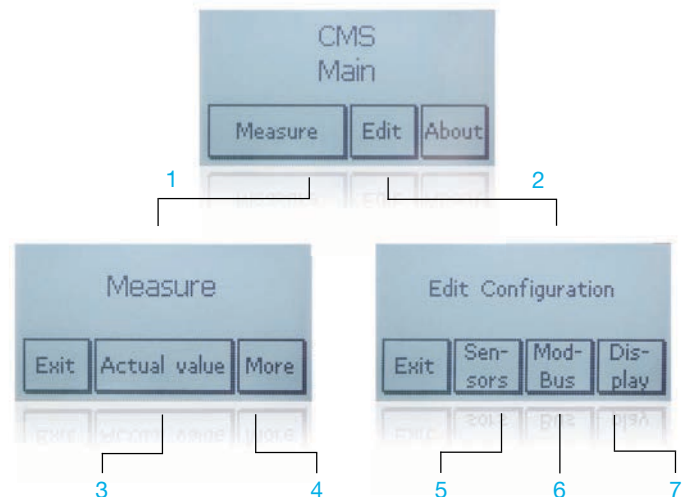 CMS
Main
Measure Edit About
1 2
Measure
Exit Actual value More
Edit Configuration
Exit Sen-
sors Mod-
Bus Dis-
play
3 4 5 6 7